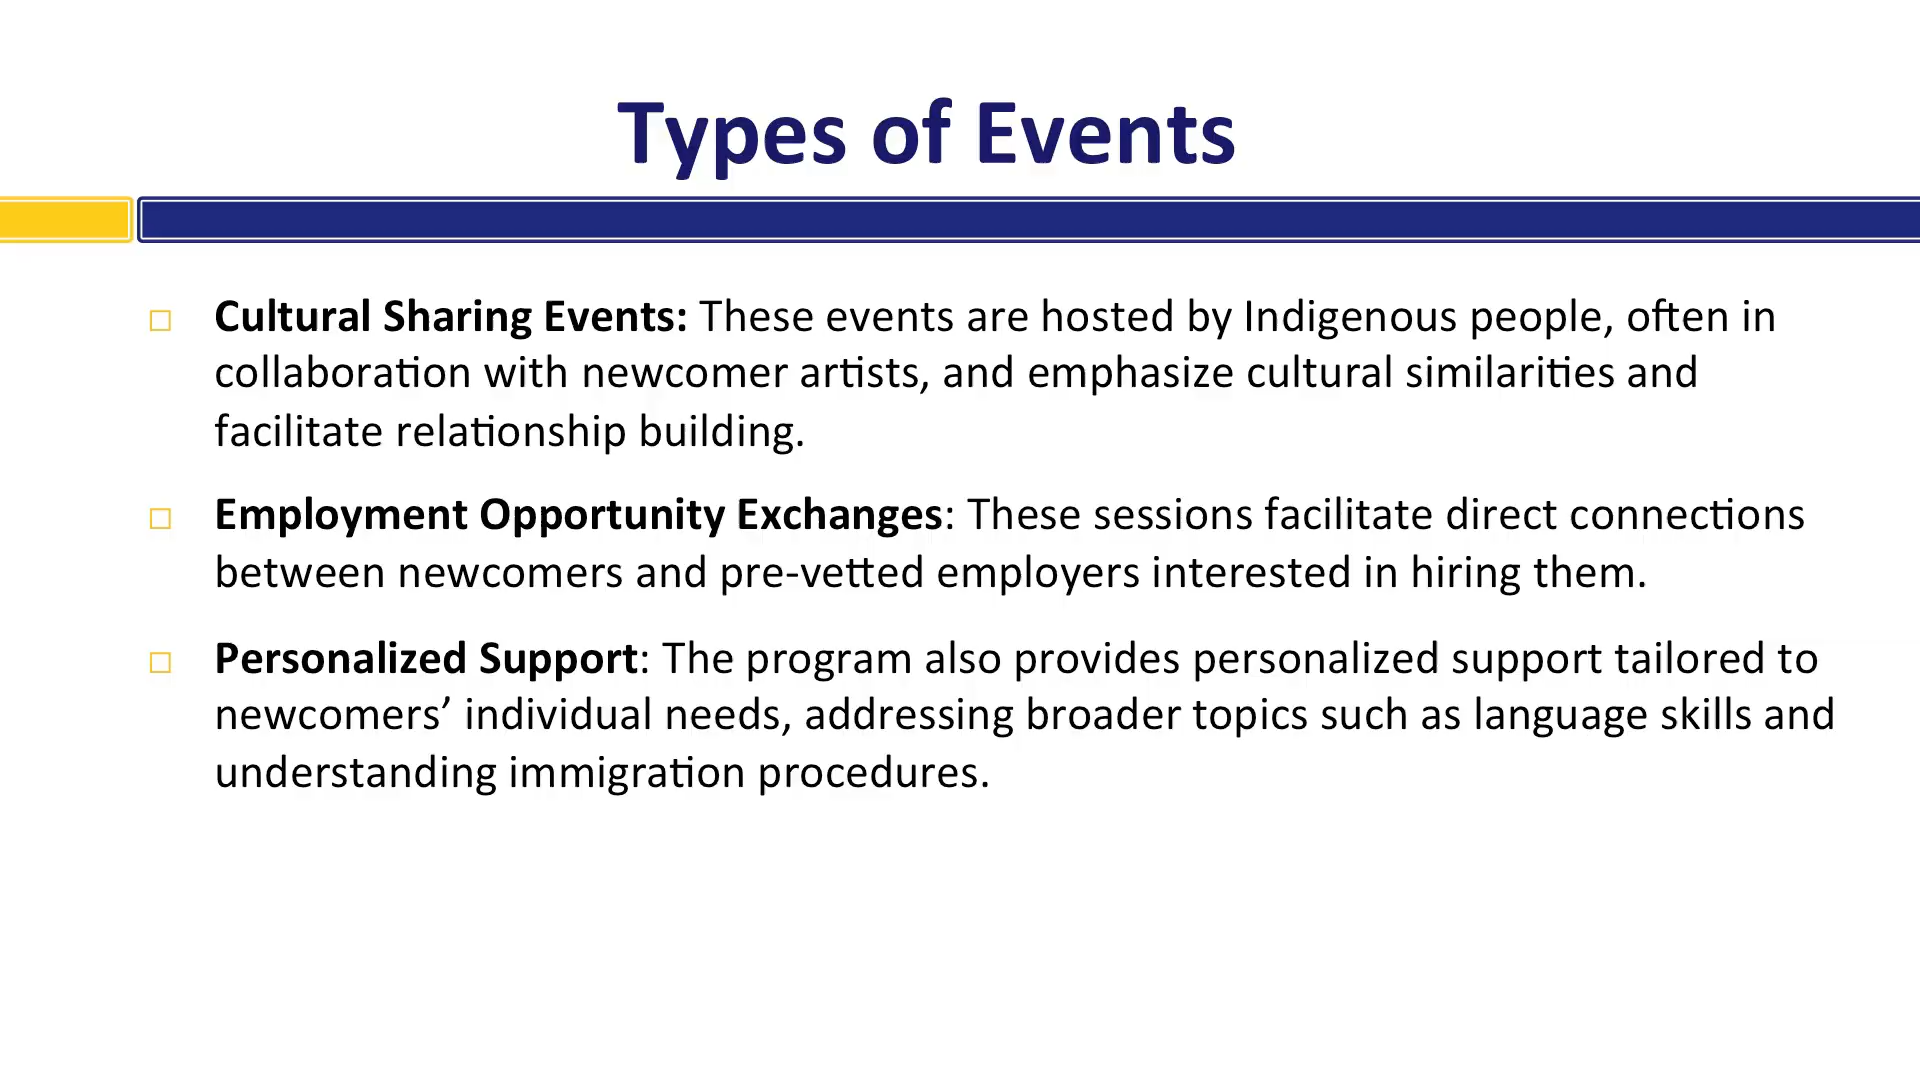 Types of Events
Cultural Sharing Events: These events are hosted by Indigenous people, often in
collaboration with newcomer artists, and emphasize cultural similarities and
facilitate relationship building.
Employment Opportunity Exchanges: These sessions facilitate direct connections
between newcomers and pre-vetted employers interested in hiring them.
Personalized Support: The program also provides personalized support tailored to
newcomers’ individual needs, addressing broader topics such as language skills and
understanding immigration procedures.